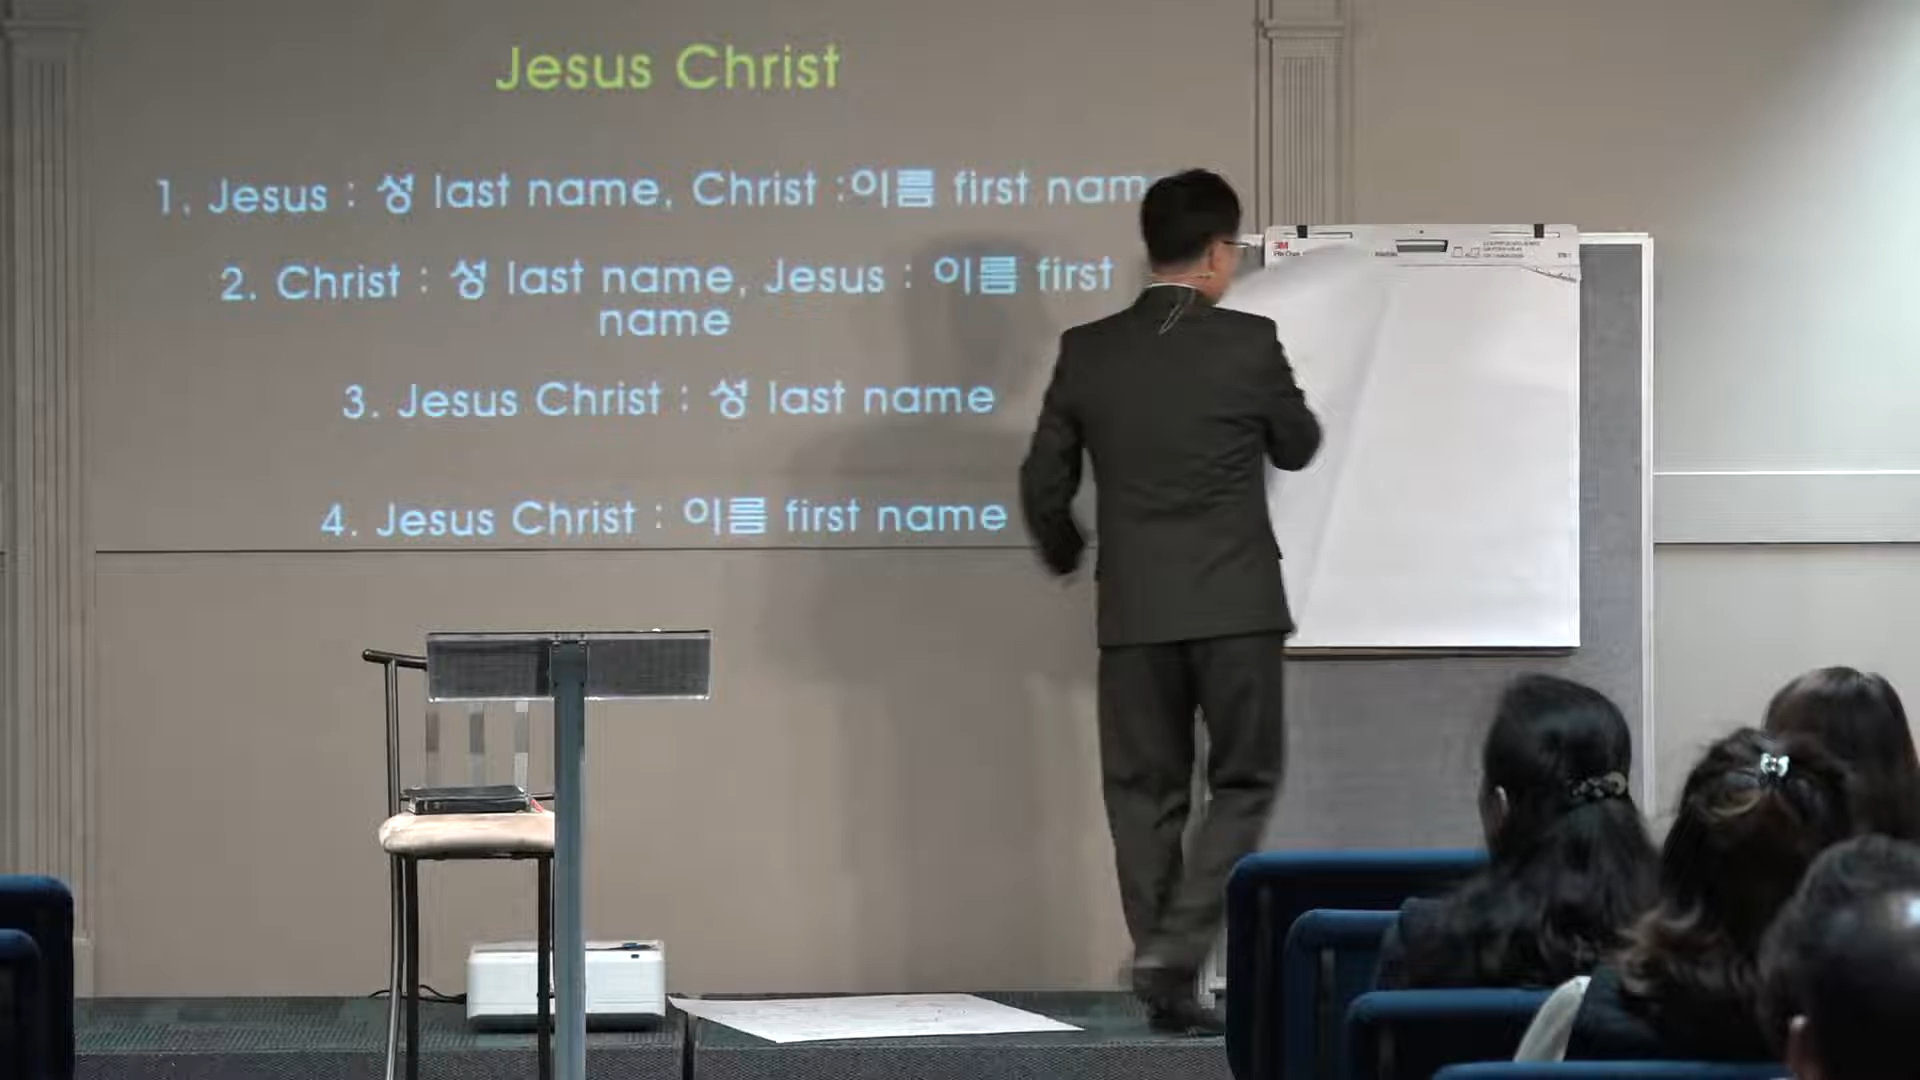 Jesus Christ
1. Jesus : 성 last name, Christ :이름 first nam
2. Christ : 성 last name, Jesus : 이름 first
name
3. Jesus Christ : 성 last name
4. Jesus Christ : 이름 first name
3M